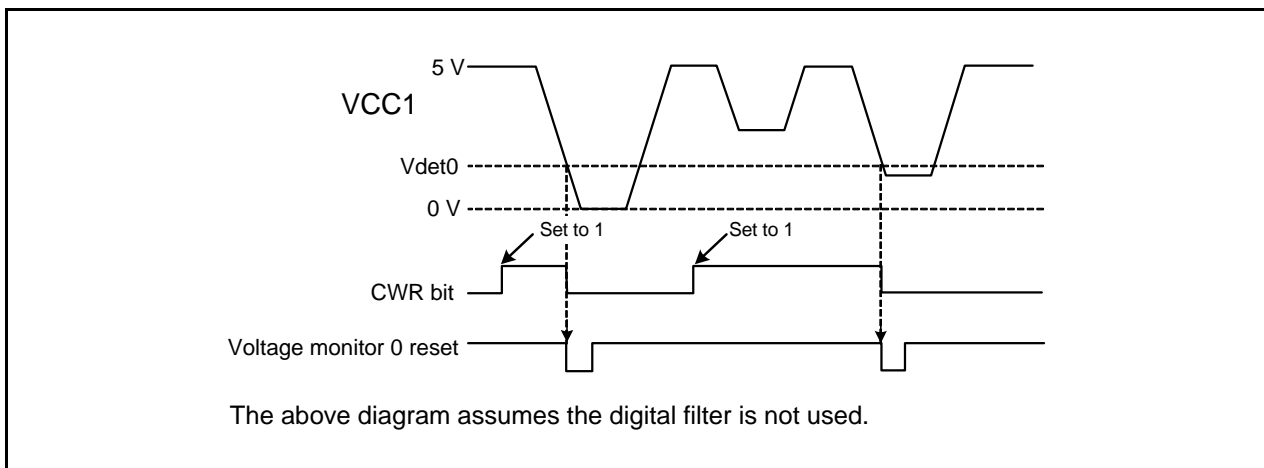 5 V
VCC1
Vdet0
0 V
Set to 1
Set to 1
CWR bit
Voltage monitor 0 reset
The above diagram assumes the digital filter is not used.